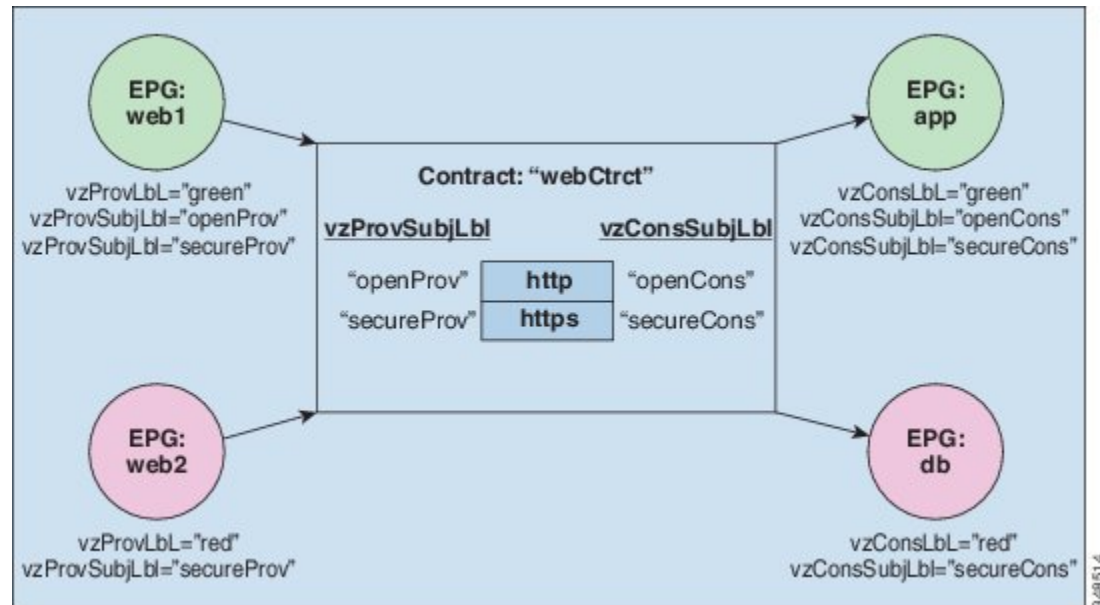 EPG:
web1
vzProvLbL="green"
vzProvSubjLbl="openProv"
vzProvSubjLbl="secureProv"
EPG:
app
vzConsLbL="green"
vzConsSubjLbl="openCons"
vzConsSubjLbl="secureCons"
Contract: “webCtrct”
vzProvSubjLbl vzConsSubjLbl
“openProv” http “openCons”
“secureProv” https “secureCons”
EPG:
web2
vzProvLbL="red"
vzProvSubjLbl="secureProv"
EPG:
db
vzConsLbL="red"
vzConsSubjLbl="secureCons"
348514